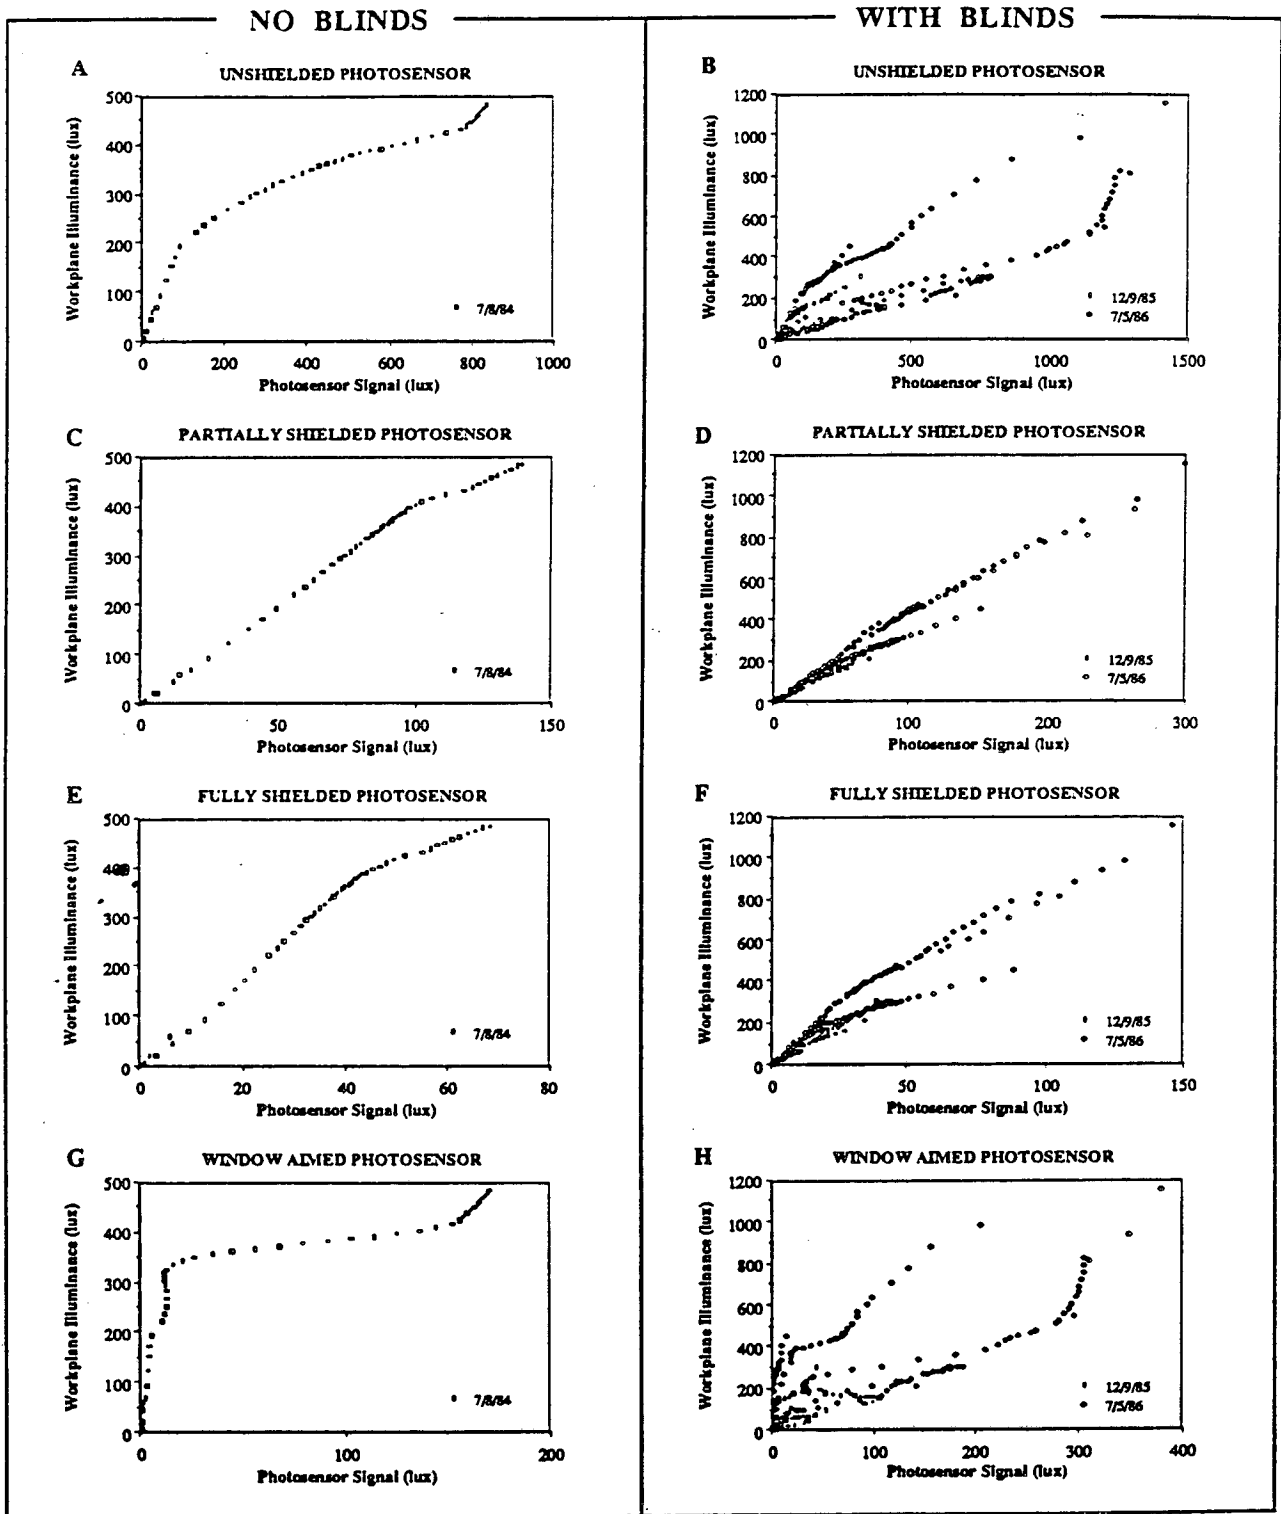 NO BLINDS
WITH BLINDS
A
UNSHIELDED PHOTOSENSOR
Workplane Illuminance (lux)
500
400
300
200
100
0
7/8/84
0 200 400 600 800 1000
Photosensor Signal (lux)
B
UNSHIELDED PHOTOSENSOR
Workplane Illuminance (lux)
1200
1000
800
600
400
200
0
12/9/85
7/5/86
0 500 1000 1500
Photosensor Signal (lux)
C
PARTIALLY SHIELDED PHOTOSENSOR
Workplane Illuminance (lux)
500
400
300
200
100
0
7/8/84
0 50 100 150
Photosensor Signal (lux)
D
PARTIALLY SHIELDED PHOTOSENSOR
Workplane Illuminance (lux)
1200
1000
800
600
400
200
0
12/9/85
7/5/86
0 100 200 300
Photosensor Signal (lux)
E
FULLY SHIELDED PHOTOSENSOR
Workplane Illuminance (lux)
500
400
300
200
100
0
7/8/84
0 20 40 60 80
Photosensor Signal (lux)
F
FULLY SHIELDED PHOTOSENSOR
Workplane Illuminance (lux)
1200
1000
800
600
400
200
0
12/9/85
7/5/86
0 50 100 150
Photosensor Signal (lux)
G
WINDOW AIMED PHOTOSENSOR
Workplane Illuminance (lux)
500
400
300
200
100
0
7/8/84
0 100 200
Photosensor Signal (lux)
H
WINDOW AIMED PHOTOSENSOR
Workplane Illuminance (lux)
1200
1000
800
600
400
200
0
12/9/85
7/5/86
0 100 200 300 400
Photosensor Signal (lux)